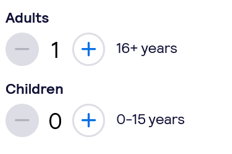 Adults
1 16+ years
Children
0 0-15 years